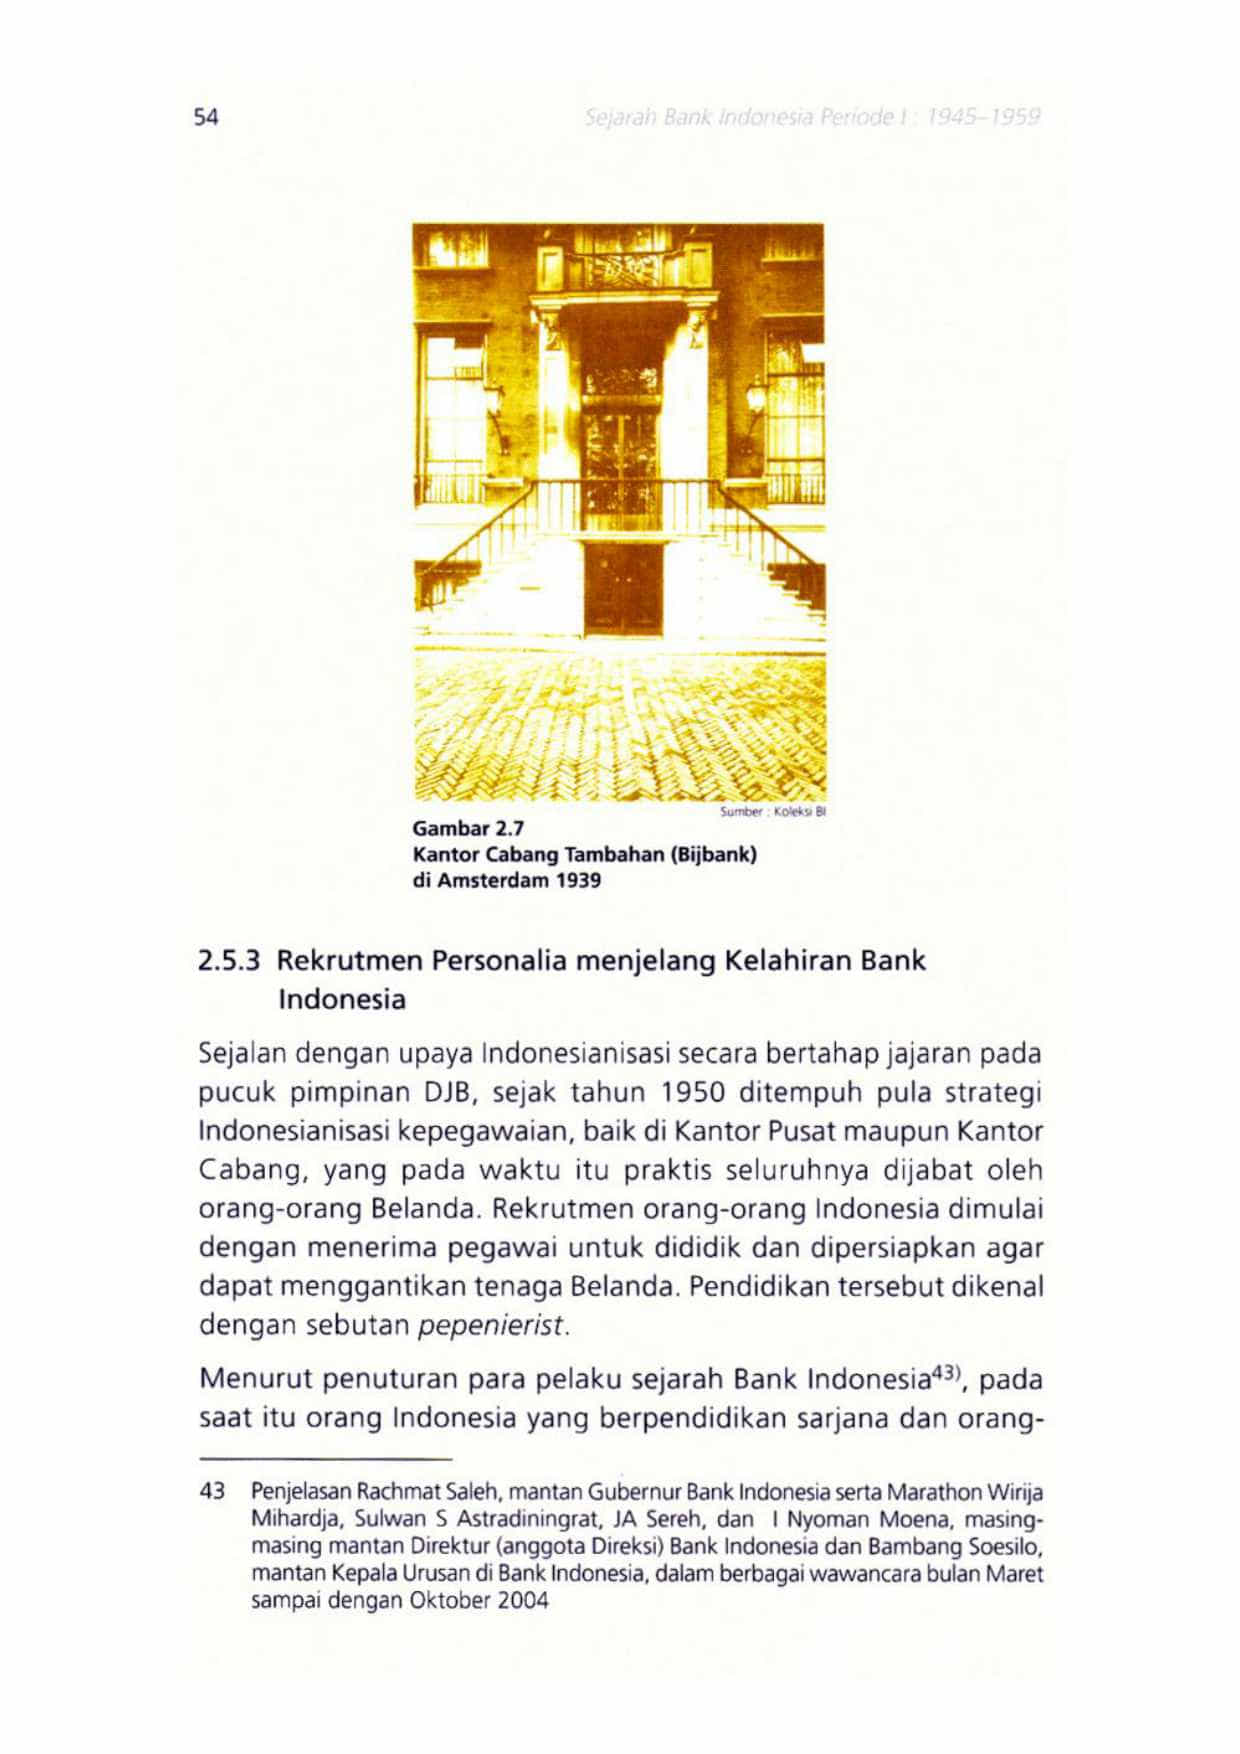 54
Sejarah Bank Indonesia Periode I : 1945–1959
Sumber : Koleksi BI
Gambar 2.7
Kantor Cabang Tambahan (Bijbank)
di Amsterdam 1939
2.5.3 Rekrutmen Personalia menjelang Kelahiran Bank
Indonesia
Sejalan dengan upaya Indonesianisasi secara bertahap jajaran pada
pucuk pimpinan DJB, sejak tahun 1950 ditempuh pula strategi
Indonesianisasi kepegawaian, baik di Kantor Pusat maupun Kantor
Cabang, yang pada waktu itu praktis seluruhnya dijabat oleh
orang-orang Belanda. Rekrutmen orang-orang Indonesia dimulai
dengan menerima pegawai untuk dididik dan dipersiapkan agar
dapat menggantikan tenaga Belanda. Pendidikan tersebut dikenal
dengan sebutan pepenierist.
Menurut penuturan para pelaku sejarah Bank Indonesia43), pada
saat itu orang Indonesia yang berpendidikan sarjana dan orang-
43 Penjelasan Rachmat Saleh, mantan Gubernur Bank Indonesia serta Marathon Wirija
Mihardja, Sulwan S Astradiningrat, JA Sereh, dan I Nyoman Moena, masing-
masing mantan Direktur (anggota Direksi) Bank Indonesia dan Bambang Soesilo,
mantan Kepala Urusan di Bank Indonesia, dalam berbagai wawancara bulan Maret
sampai dengan Oktober 2004